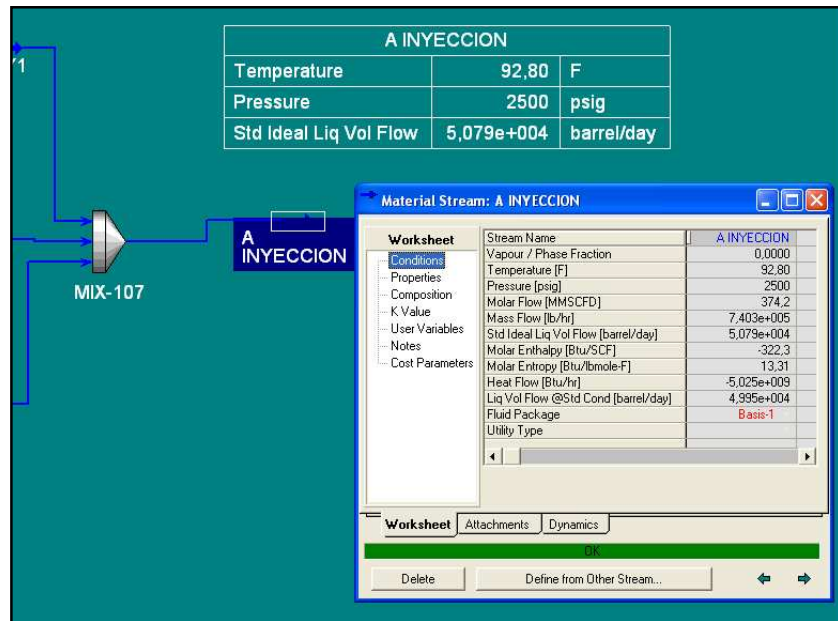 Y1
A INYECCION
Temperature 92,80 F
Pressure 2500 psig
Std Ideal Liq Vol Flow 5,079e+004 barrel/day
MIX-107
A
INYECCION
Material Stream: A INYECCION
Worksheet
Conditions
Properties
Composition
K Value
User Variables
Notes
Cost Parameters
Stream Name A INYECCION
Vapour / Phase Fraction 0,0000
Temperature [F] 92,80
Pressure [psig] 2500
Molar Flow [MMSCFD] 374,2
Mass Flow [lb/hr] 7,403e+005
Std Ideal Liq Vol Flow [barrel/day] 5,079e+004
Molar Enthalpy [Btu/SCF] -322,3
Molar Entropy [Btu/lbmole-F] 13,31
Heat Flow [Btu/hr] -5,025e+009
Liq Vol Flow @Std Cond [barrel/day] 4,995e+004
Fluid Package Basis-1
Utility Type
Worksheet Attachments Dynamics
OK
Delete Define from Other Stream...